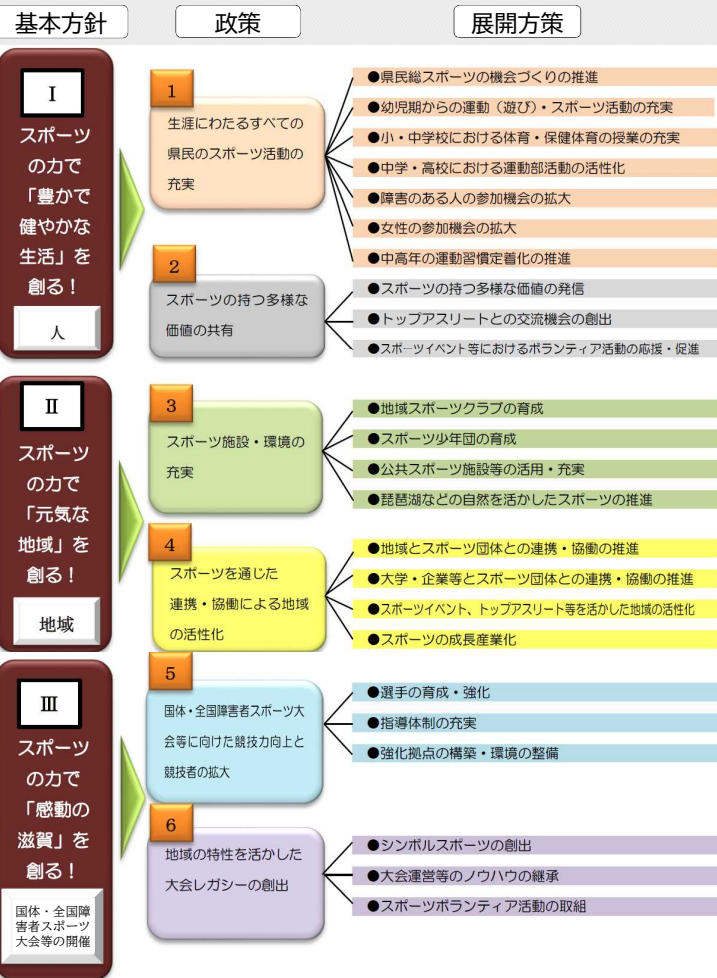 基本方針
政策
展開方策
Ⅰ
スポーツ
の力で
「豊かで
健やかな
生活」を
創る！
人
1
生涯にわたるすべての
県民のスポーツ活動の
充実
●県民総スポーツの機会づくりの推進
●幼児期からの運動（遊び）・スポーツ活動の充実
●小・中学校における体育・保健体育の授業の充実
●中学・高校における運動部活動の活性化
●障害のある人の参加機会の拡大
●女性の参加機会の拡大
●中高年の運動習慣定着化の推進
2
スポーツの持つ多様な
価値の共有
●スポーツの持つ多様な価値の発信
●トップアスリートとの交流機会の創出
●スポーツイベント等におけるボランティア活動の応援・促進
Ⅱ
スポーツ
の力で
「元気な
地域」を
創る！
地域
3
スポーツ施設・環境の
充実
●地域スポーツクラブの育成
●スポーツ少年団の育成
●公共スポーツ施設等の活用・充実
●琵琶湖などの自然を活かしたスポーツの推進
4
スポーツを通じた
連携・協働による地域
の活性化
●地域とスポーツ団体との連携・協働の推進
●大学・企業等とスポーツ団体との連携・協働の推進
●スポーツイベント、トップアスリート等を活かした地域の活性化
●スポーツの成長産業化
Ⅲ
スポーツ
の力で
「感動の
滋賀」を
創る！
国体・全国障
害者スポーツ
大会等の開催
5
国体・全国障害者スポーツ大
会等に向けた競技力向上と
競技者の拡大
●選手の育成・強化
●指導体制の充実
●強化拠点の構築・環境の整備
6
地域の特性を活かした
大会レガシーの創出
●シンボルスポーツの創出
●大会運営等のノウハウの継承
●スポーツボランティア活動の取組